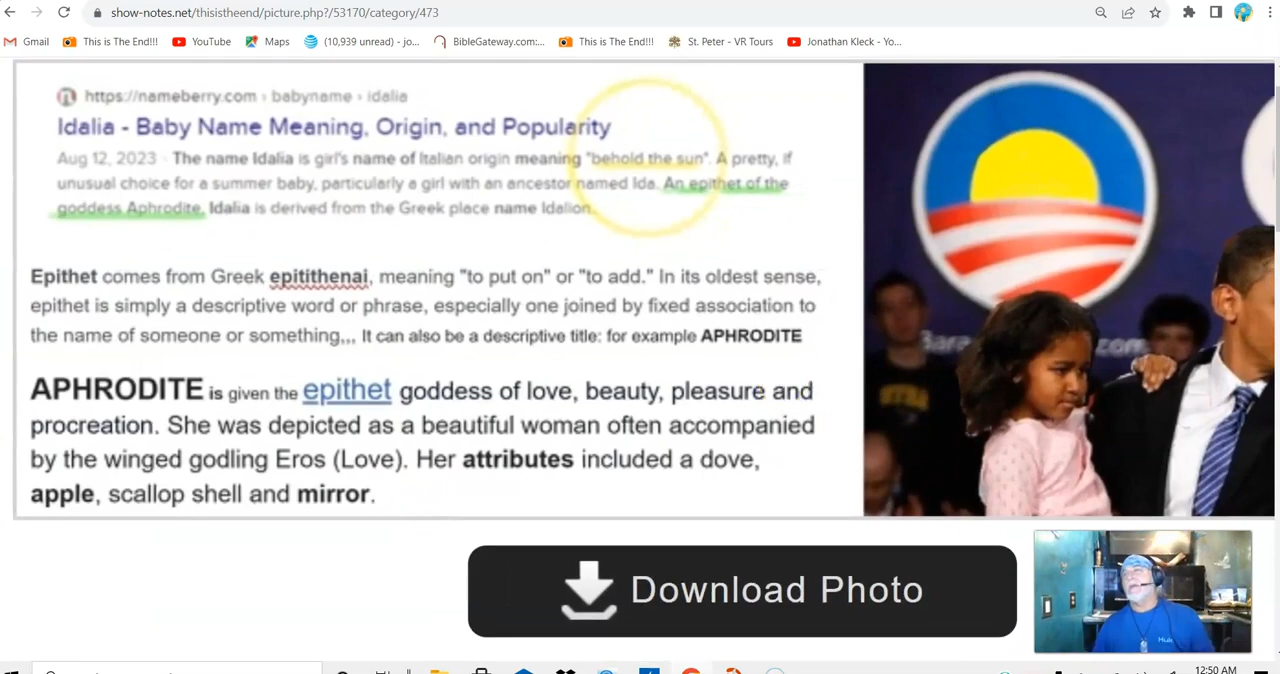 show-notes.net/thisistheend/picture.php?/53170/category/473
Gmail This is The End!!! YouTube Maps (10,939 unread) - jo... BibleGateway.com:... This is The End!!! St. Peter - VR Tours Jonathan Kleck - Yo...
https://nameberry.com › babyname › idalia
Idalia - Baby Name Meaning, Origin, and Popularity
Aug 12, 2023 · The name Idalia is girl's name of Italian origin meaning "behold the sun". A pretty, if
unusual choice for a summer baby, particularly a girl with an ancestor named Ida. An epithet of the
goddess Aphrodite, Idalia is derived from the Greek place name Idalion.
Epithet comes from Greek epitithenai, meaning "to put on" or "to add." In its oldest sense,
epithet is simply a descriptive word or phrase, especially one joined by fixed association to
the name of someone or something,,, It can also be a descriptive title: for example APHRODITE
APHRODITE is given the epithet goddess of love, beauty, pleasure and
procreation. She was depicted as a beautiful woman often accompanied
by the winged godling Eros (Love). Her attributes included a dove,
apple, scallop shell and mirror.
Bara
com
Download Photo
12:50 AM